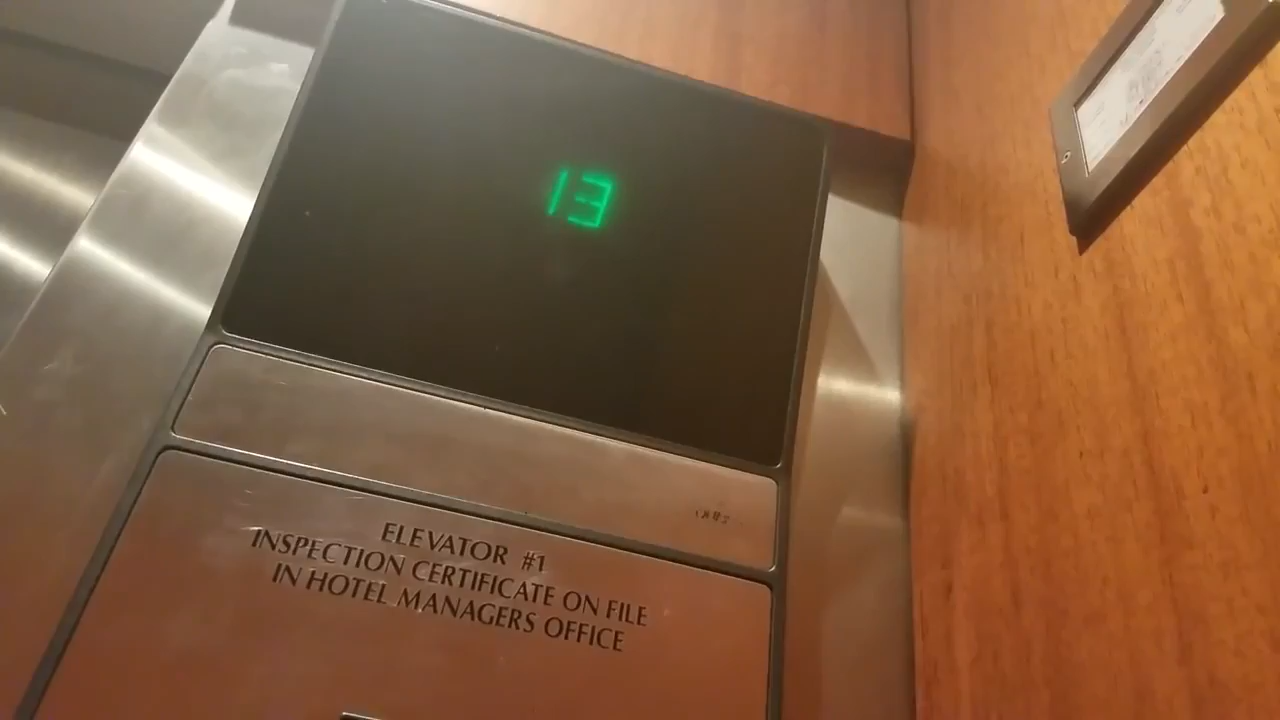 13
ELEVATOR #1
INSPECTION CERTIFICATE ON FILE
IN HOTEL MANAGERS OFFICE